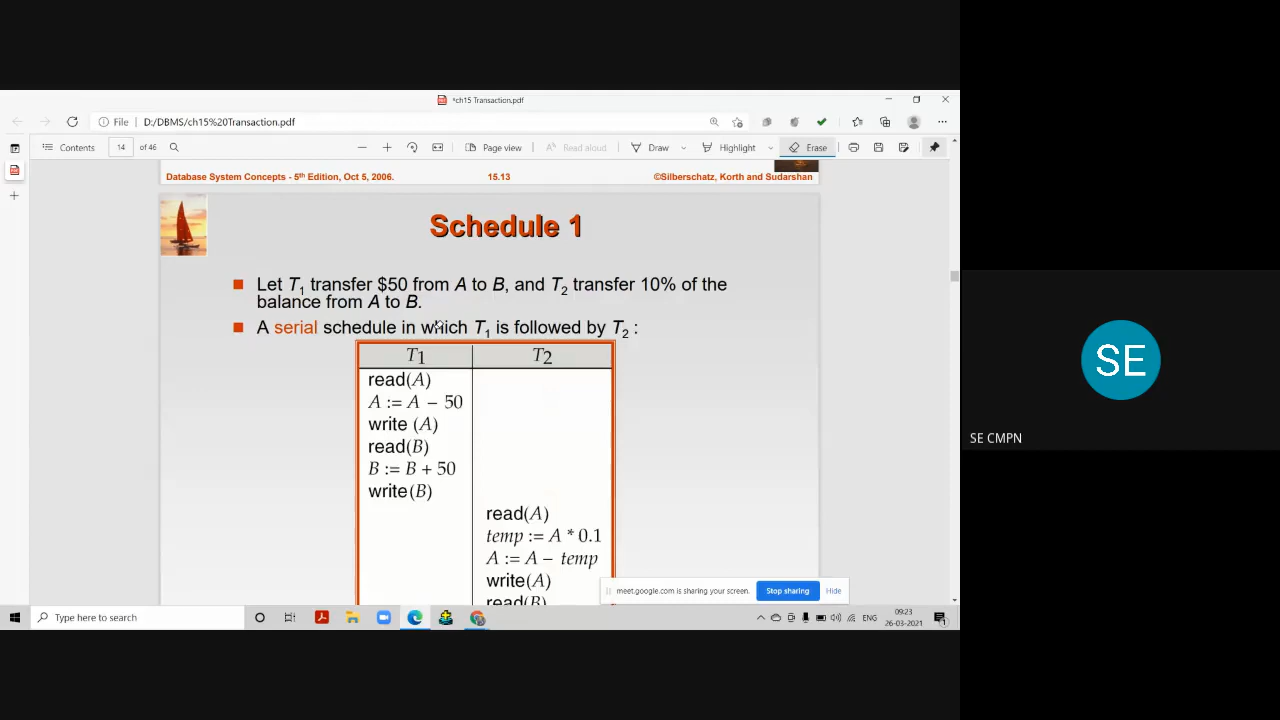 *ch15 Transaction.pdf
File | D:/DBMS/ch15%20Transaction.pdf
Contents 14 of 46 Page view Read aloud Draw Highlight Erase
Database System Concepts - 5th Edition, Oct 5, 2006. 15.13 ©Silberschatz, Korth and Sudarshan
Schedule 1
Let T1 transfer $50 from A to B, and T2 transfer 10% of the
balance from A to B.
A serial schedule in which T1 is followed by T2 :
T1 T2
read(A)
A := A – 50
write (A)
read(B)
B := B + 50
write(B)
read(A)
temp := A * 0.1
A := A – temp
write(A)
read(B)
meet.google.com is sharing your screen. Stop sharing Hide
SE
SE CMPN
Type here to search
ENG
09:23
26-03-2021
1